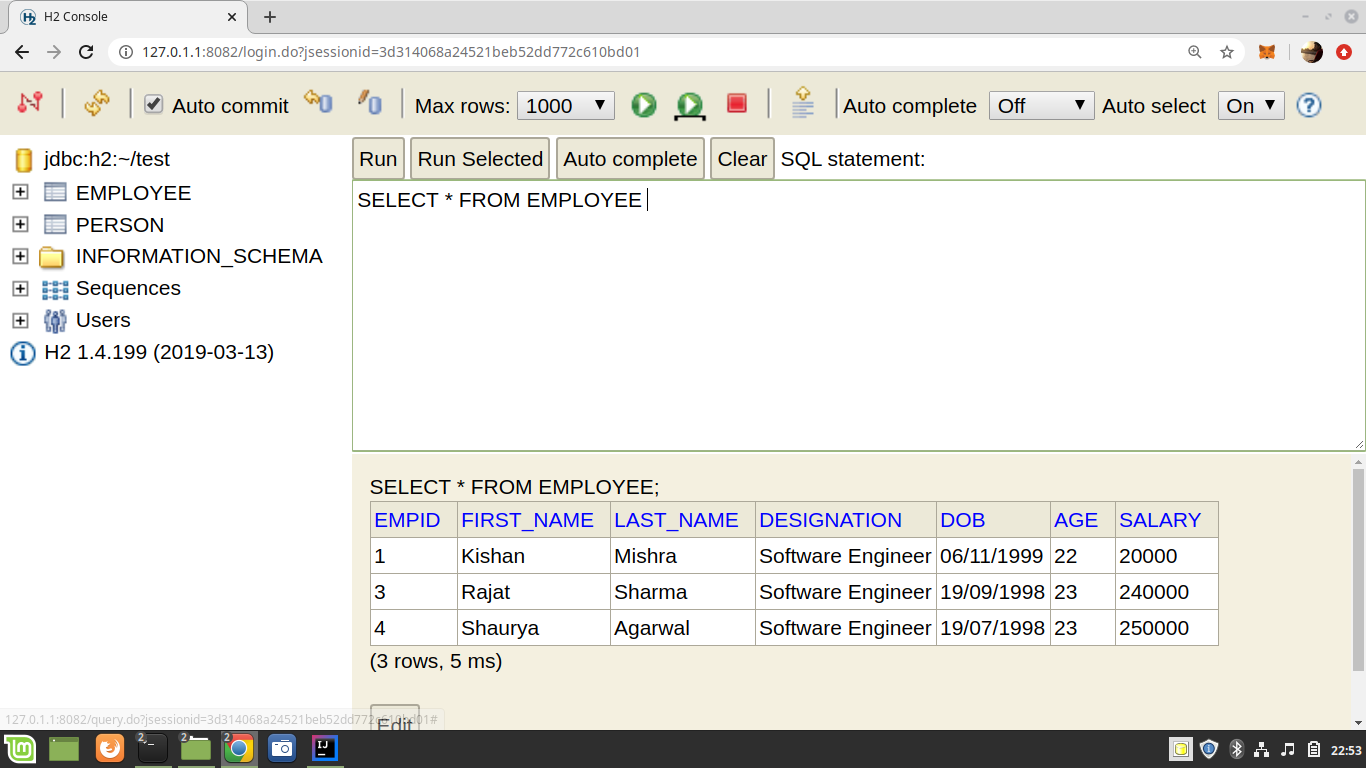 H2 Console
127.0.1.1:8082/login.do?jsessionid=3d314068a24521beb52dd772c610bd01
Auto commit Max rows: 1000 Auto complete Off Auto select On
jdbc:h2:~/test
EMPLOYEE
PERSON
INFORMATION_SCHEMA
Sequences
Users
H2 1.4.199 (2019-03-13)
Run Run Selected Auto complete Clear SQL statement:
SELECT * FROM EMPLOYEE
SELECT * FROM EMPLOYEE;
EMPID FIRST_NAME LAST_NAME DESIGNATION DOB AGE SALARY
1 Kishan Mishra Software Engineer 06/11/1999 22 20000
3 Rajat Sharma Software Engineer 19/09/1998 23 240000
4 Shaurya Agarwal Software Engineer 19/07/1998 23 250000
(3 rows, 5 ms)
Edit
127.0.1.1:8082/query.do?jsessionid=3d314068a24521beb52dd772c610bd01#
2 2 2 IJ 22:53